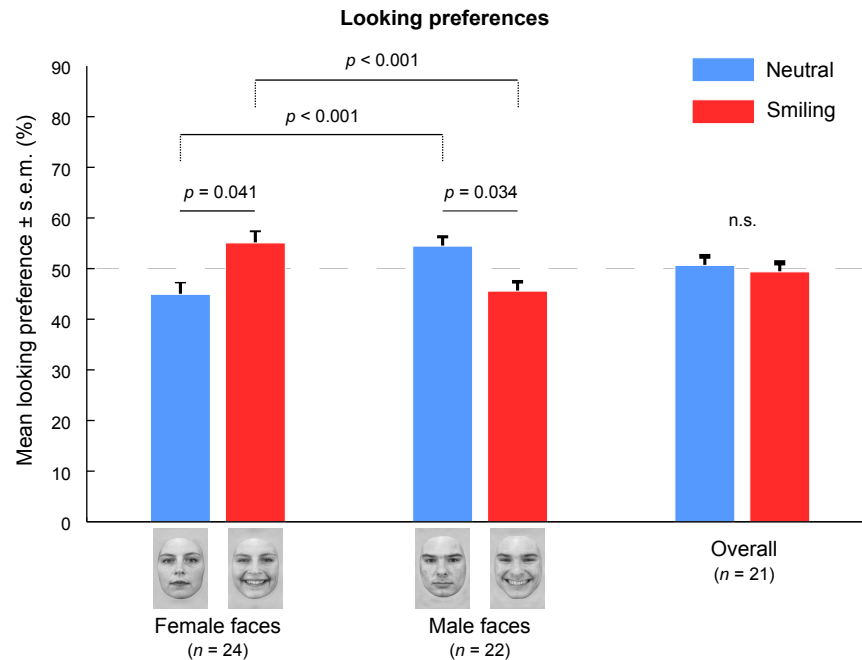 Looking preferences
Neutral
Smiling
Mean looking preference ± s.e.m. (%)
90
80
70
60
50
40
30
20
10
0
p < 0.001
p < 0.001
p = 0.041
p = 0.034
n.s.
Female faces
(n = 24)
Male faces
(n = 22)
Overall
(n = 21)